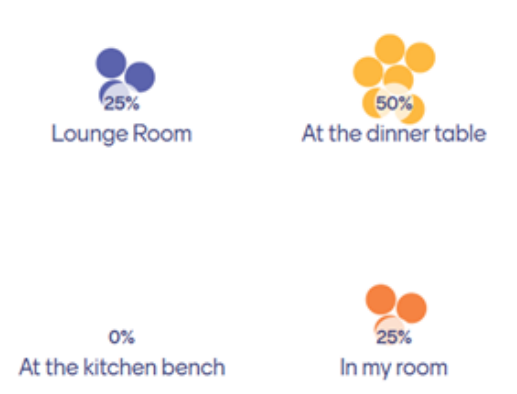 25%
Lounge Room
50%
At the dinner table
0%
At the kitchen bench
25%
In my room